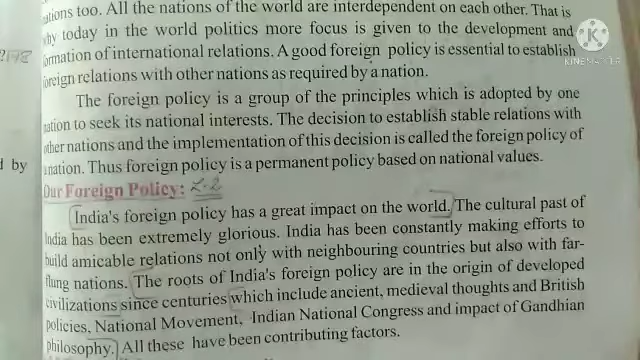 nations too. All the nations of the world are interdependent on each other. That is
why today in the world politics more focus is given to the development and
formation of international relations. A good foreign policy is essential to establish
foreign relations with other nations as required by a nation.
The foreign policy is a group of the principles which is adopted by one
nation to seek its national interests. The decision to establish stable relations with
other nations and the implementation of this decision is called the foreign policy of
a nation. Thus foreign policy is a permanent policy based on national values.
d by
Our Foreign Policy:
India's foreign policy has a great impact on the world. The cultural past of
India has been extremely glorious. India has been constantly making efforts to
build amicable relations not only with neighbouring countries but also with far-
flung nations. The roots of India's foreign policy are in the origin of developed
civilizations since centuries which include ancient, medieval thoughts and British
policies, National Movement, Indian National Congress and impact of Gandhian
philosophy. All these have been contributing factors.
K
KINEMASTER